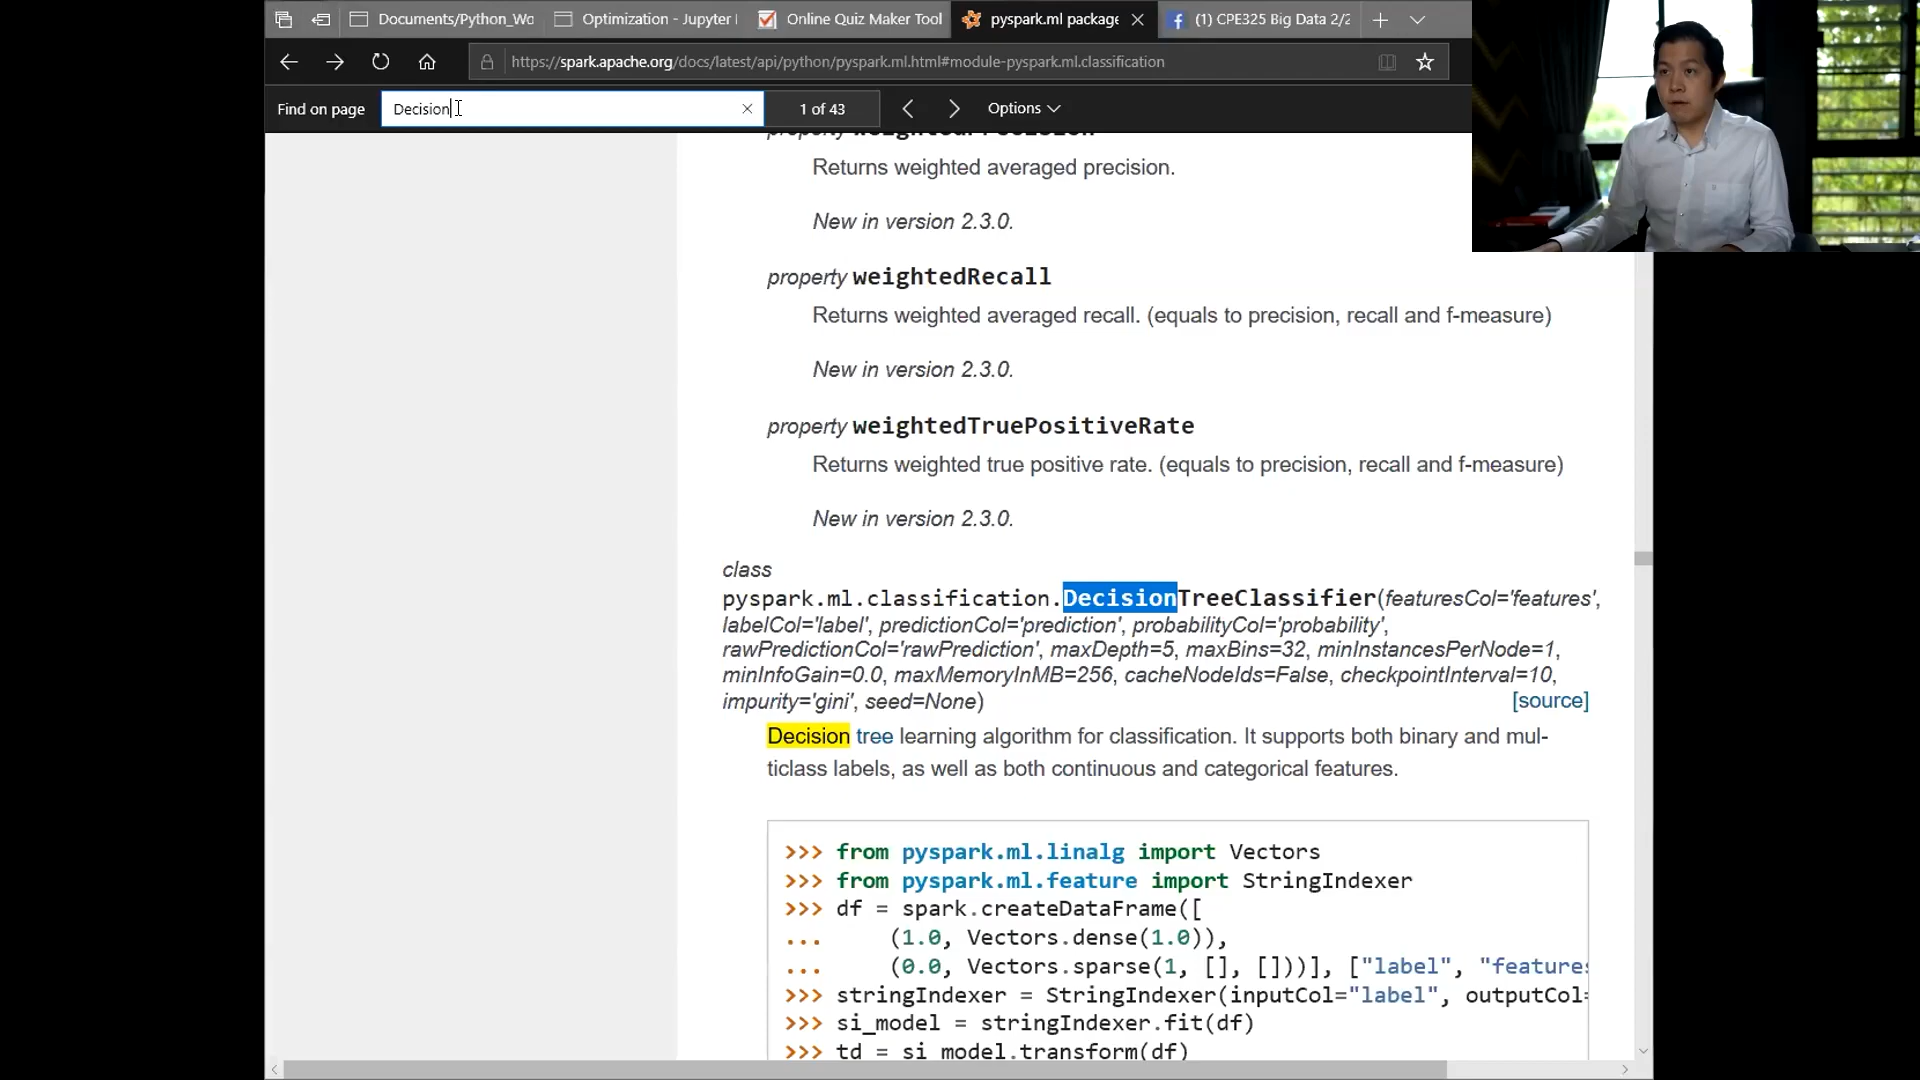 Documents/Python_Wo
Optimization - Jupyter
Online Quiz Maker Tool
pyspark.ml package
(1) CPE325 Big Data 2/2
https://spark.apache.org/docs/latest/api/python/pyspark.ml.html#module-pyspark.ml.classification
Find on page
Decision
1 of 43
Options
property weightedPrecision
Returns weighted averaged precision.
New in version 2.3.0.
property weightedRecall
Returns weighted averaged recall. (equals to precision, recall and f-measure)
New in version 2.3.0.
property weightedTruePositiveRate
Returns weighted true positive rate. (equals to precision, recall and f-measure)
New in version 2.3.0.
class
pyspark.ml.classification.DecisionTreeClassifier(featuresCol='features',
labelCol='label', predictionCol='prediction', probabilityCol='probability',
rawPredictionCol='rawPrediction', maxDepth=5, maxBins=32, minInstancesPerNode=1,
minInfoGain=0.0, maxMemoryInMB=256, cacheNodeIds=False, checkpointInterval=10,
impurity='gini', seed=None) [source]
Decision tree learning algorithm for classification. It supports both binary and mul-
ticlass labels, as well as both continuous and categorical features.
>>> from pyspark.ml.linalg import Vectors
>>> from pyspark.ml.feature import StringIndexer
>>> df = spark.createDataFrame([
... (1.0, Vectors.dense(1.0)),
... (0.0, Vectors.sparse(1, [], []))], ["label", "features
>>> stringIndexer = StringIndexer(inputCol="label", outputCol=
>>> si_model = stringIndexer.fit(df)
>>> td = si_model.transform(df)